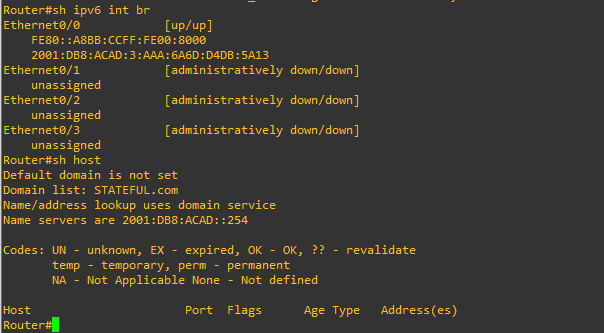 Router#sh ipv6 int br
Ethernet0/0            [up/up]
    FE80::A8BB:CCFF:FE00:8000
    2001:DB8:ACAD:3:AAA:6A6D:D4DB:5A13
Ethernet0/1            [administratively down/down]
    unassigned
Ethernet0/2            [administratively down/down]
    unassigned
Ethernet0/3            [administratively down/down]
    unassigned
Router#sh host
Default domain is not set
Domain list: STATEFUL.com
Name/address lookup uses domain service
Name servers are 2001:DB8:ACAD::254

Codes: UN - unknown, EX - expired, OK - OK, ?? - revalidate
       temp - temporary, perm - permanent
       NA - Not Applicable None - Not defined

Host                      Port  Flags      Age Type   Address(es)
Router#